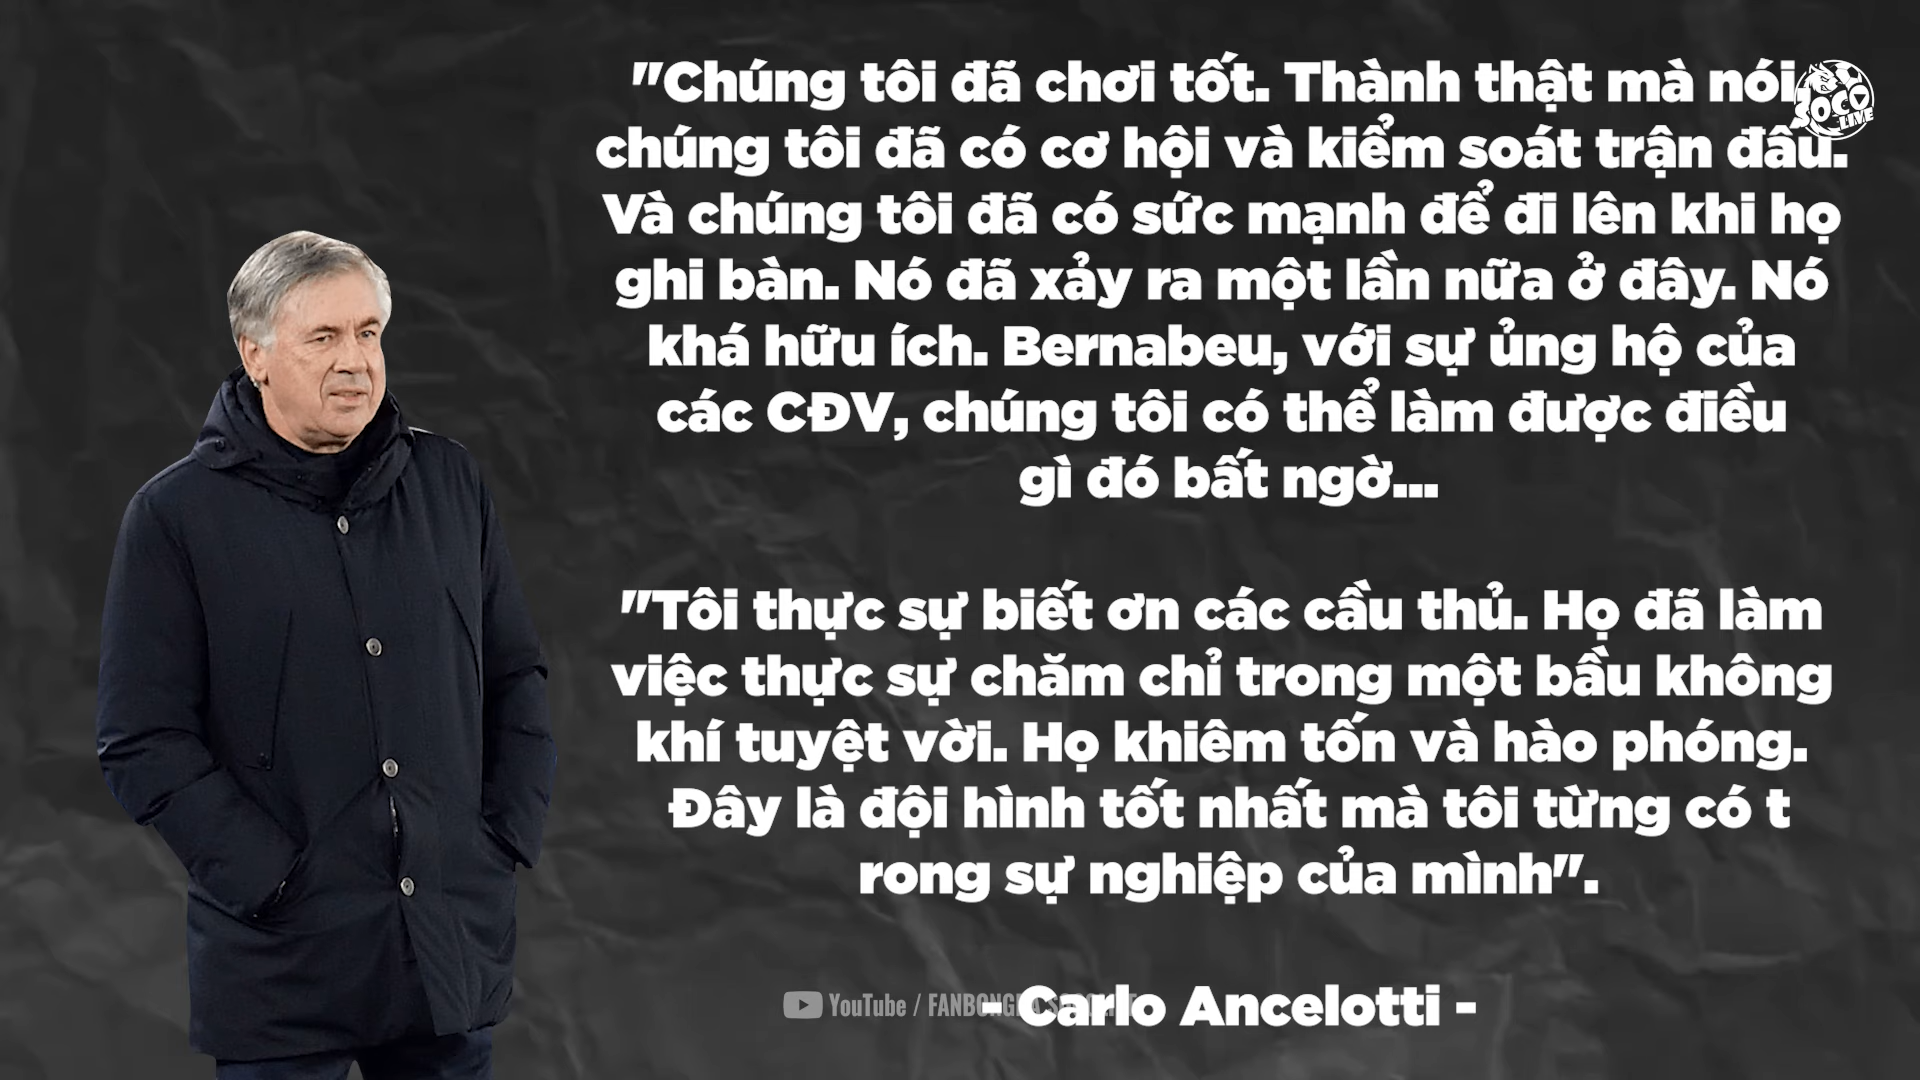 "Chúng tôi đã chơi tốt. Thành thật mà nói,
SOCO
LIVE
chúng tôi đã có cơ hội và kiểm soát trận đấu.
Và chúng tôi đã có sức mạnh để đi lên khi họ
ghi bàn. Nó đã xảy ra một lần nữa ở đây. Nó
khá hữu ích. Bernabeu, với sự ủng hộ của
các CĐV, chúng tôi có thể làm được điều
gì đó bất ngờ...
"Tôi thực sự biết ơn các cầu thủ. Họ đã làm
việc thực sự chăm chỉ trong một bầu không
khí tuyệt vời. Họ khiêm tốn và hào phóng.
Đây là đội hình tốt nhất mà tôi từng có t
rong sự nghiệp của mình".
YouTube /
- Carlo Ancelotti -